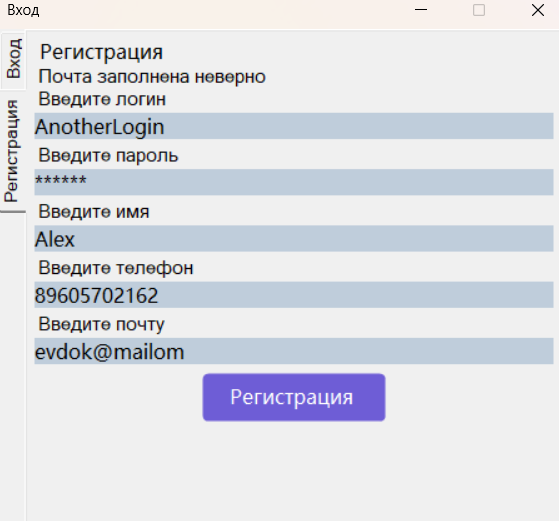 Вход
Вход
Регистрация
Регистрация
Почта заполнена неверно
Введите логин
AnotherLogin
Введите пароль
******
Введите имя
Alex
Введите телефон
89605702162
Введите почту
evdok@mailom
Регистрация